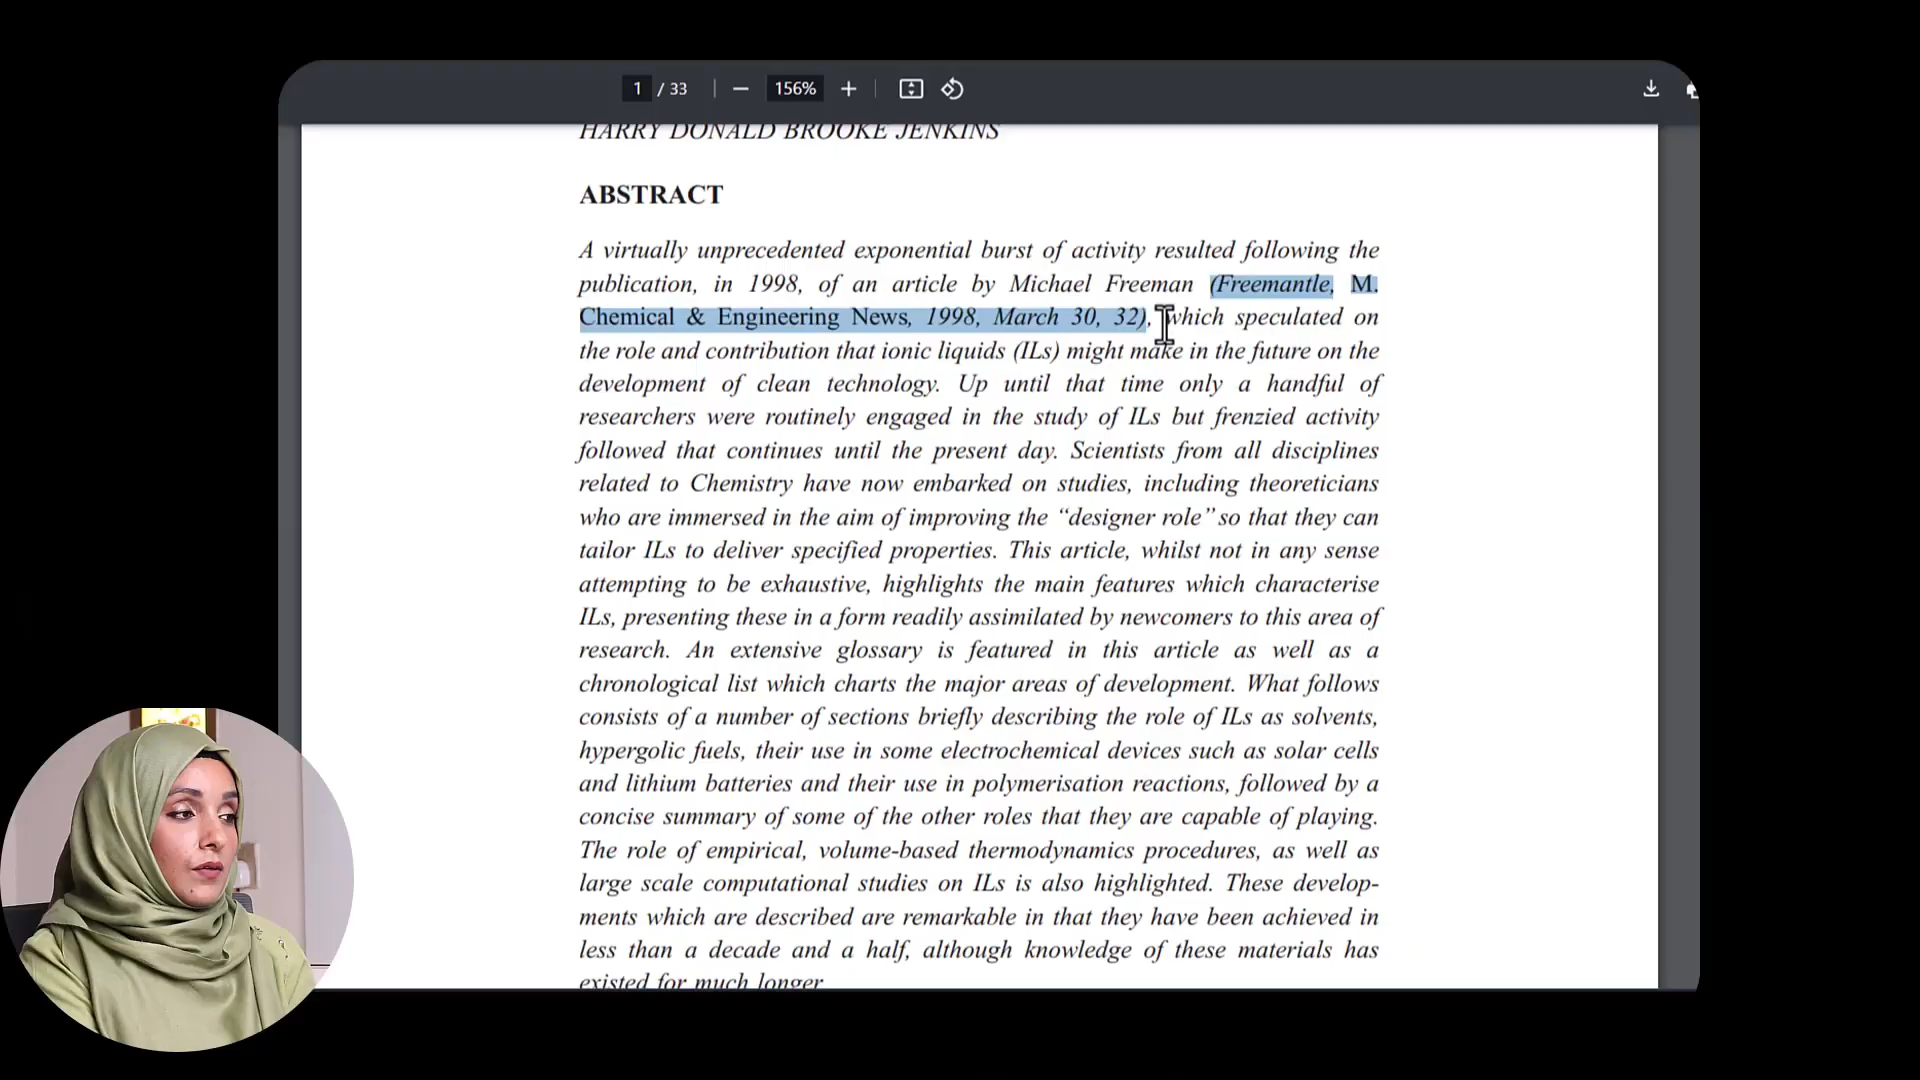 1 / 33
156%
HARRY DONALD BROOKE JENKINS
ABSTRACT
A virtually unprecedented exponential burst of activity resulted following the
publication, in 1998, of an article by Michael Freeman (Freemantle, M.
Chemical & Engineering News, 1998, March 30, 32), which speculated on
the role and contribution that ionic liquids (ILs) might make in the future on the
development of clean technology. Up until that time only a handful of
researchers were routinely engaged in the study of ILs but frenzied activity
followed that continues until the present day. Scientists from all disciplines
related to Chemistry have now embarked on studies, including theoreticians
who are immersed in the aim of improving the “designer role” so that they can
tailor ILs to deliver specified properties. This article, whilst not in any sense
attempting to be exhaustive, highlights the main features which characterise
ILs, presenting these in a form readily assimilated by newcomers to this area of
research. An extensive glossary is featured in this article as well as a
chronological list which charts the major areas of development. What follows
consists of a number of sections briefly describing the role of ILs as solvents,
hypergolic fuels, their use in some electrochemical devices such as solar cells
and lithium batteries and their use in polymerisation reactions, followed by a
concise summary of some of the other roles that they are capable of playing.
The role of empirical, volume-based thermodynamics procedures, as well as
large scale computational studies on ILs is also highlighted. These develop-
ments which are described are remarkable in that they have been achieved in
less than a decade and a half, although knowledge of these materials has
existed for much longer